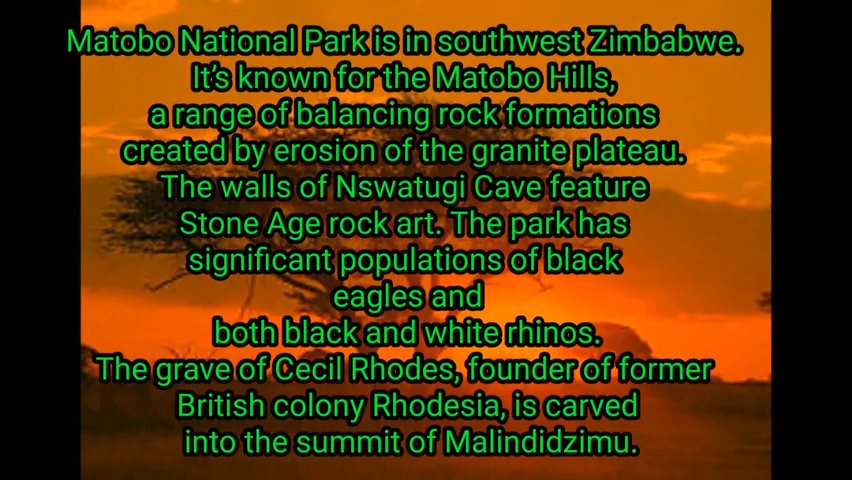 Matobo National Park is in southwest Zimbabwe.
It’s known for the Matobo Hills,
a range of balancing rock formations
created by erosion of the granite plateau.
The walls of Nswatugi Cave feature
Stone Age rock art. The park has
significant populations of black
eagles and
both black and white rhinos.
The grave of Cecil Rhodes, founder of former
British colony Rhodesia, is carved
into the summit of Malindidzimu.